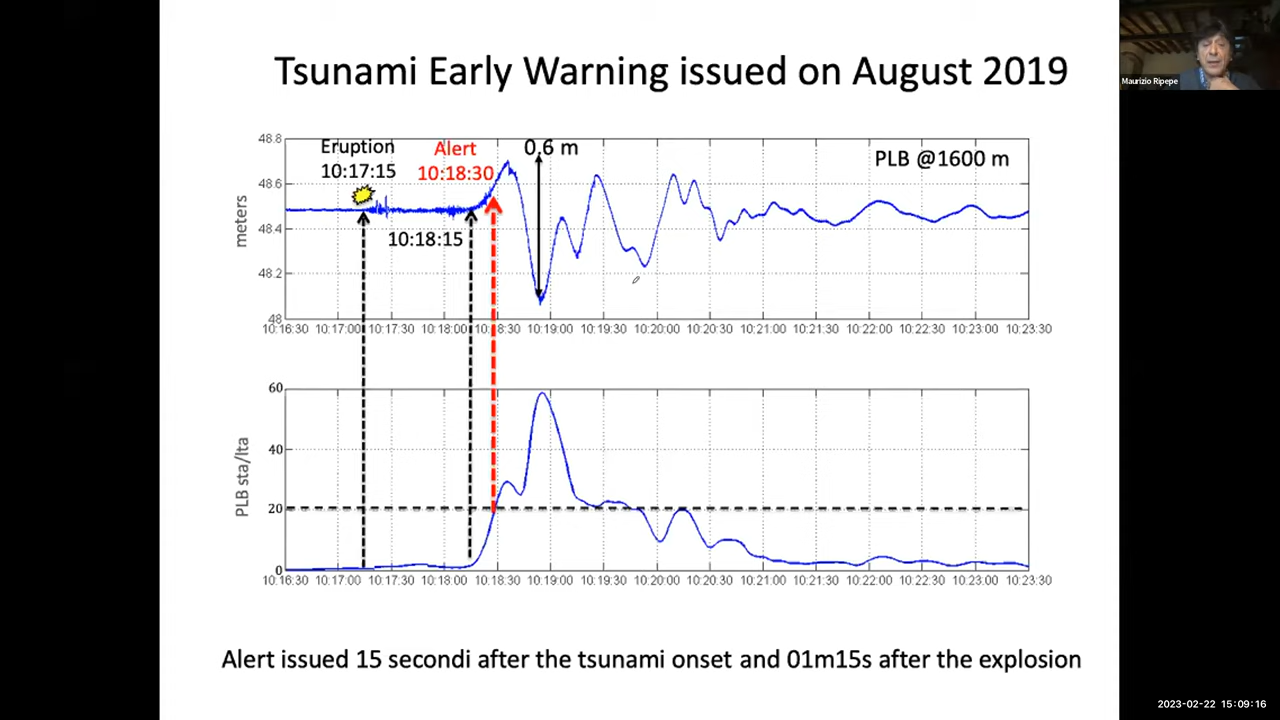 Tsunami Early Warning issued on August 2019
Maurizio Ripepe
48.8
48.6
48.4
48.2
48
meters
Eruption
10:17:15
Alert
10:18:30
0.6 m
PLB @1600 m
10:18:15
10:16:30 10:17:00 10:17:30 10:18:00 10:18:30 10:19:00 10:19:30 10:20:00 10:20:30 10:21:00 10:21:30 10:22:00 10:22:30 10:23:00 10:23:30
60
40
20
0
PLB sta/lta
10:16:30 10:17:00 10:17:30 10:18:00 10:18:30 10:19:00 10:19:30 10:20:00 10:20:30 10:21:00 10:21:30 10:22:00 10:22:30 10:23:00 10:23:30
Alert issued 15 secondi after the tsunami onset and 01m15s after the explosion
2023-02-22 15:09:16